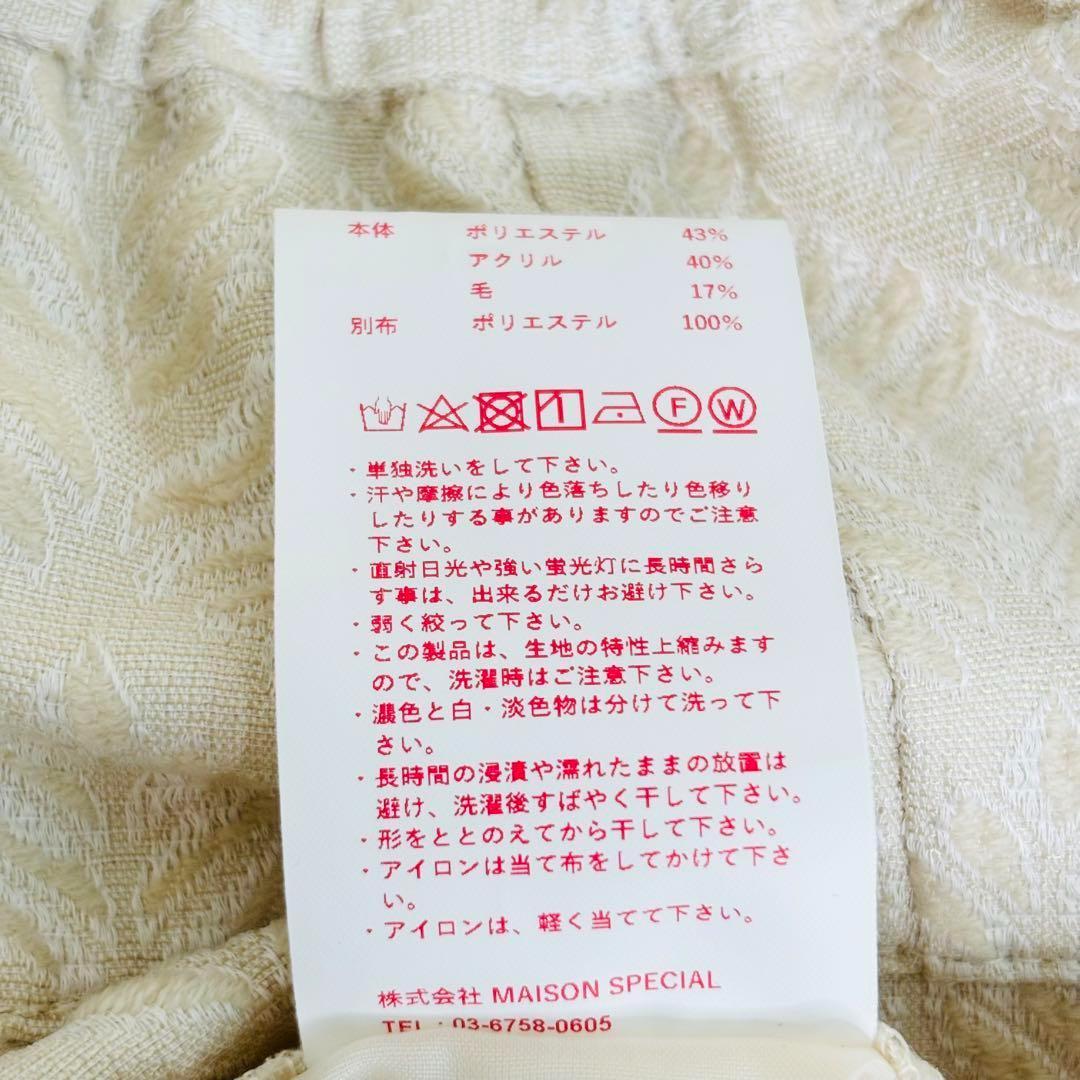 本体 ポリエステル 43%
アクリル 40%
毛 17%
別布 ポリエステル 100%
F W
・単独洗いをして下さい。
・汗や摩擦により色落ちしたり色移り
したりする事がありますのでご注意
下さい。
・直射日光や強い蛍光灯に長時間さら
す事は、出来るだけお避け下さい。
・弱く絞って下さい。
・この製品は、生地の特性上縮みます
ので、洗濯時はご注意下さい。
・濃色と白・淡色物は分けて洗って下
さい。
・長時間の浸漬や濡れたままの放置は
避け、洗濯後すばやく干して下さい。
・形をととのえてから干して下さい。
・アイロンは当て布をしてかけて下さ
い。
・アイロンは、軽く当てて下さい。
株式会社 MAISON SPECIAL
TEL・03-6758-0605